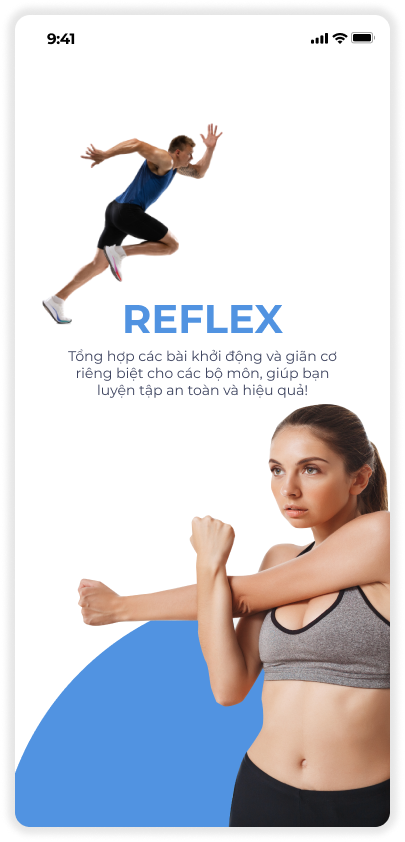 9:41
REFLEX
Tổng hợp các bài khởi động và giãn cơ
riêng biệt cho các bộ môn, giúp bạn
luyện tập an toàn và hiệu quả!